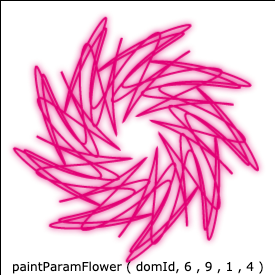 paintParamFlower ( domId, 6 , 9 , 1 , 4 )